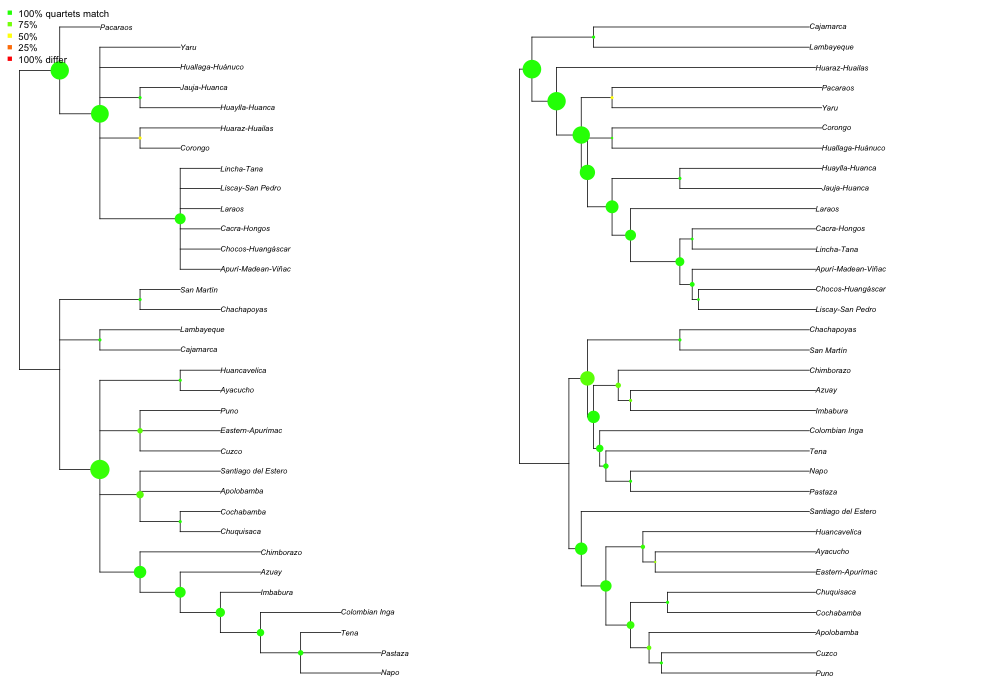 100% quartets match
75%
50%
25%
100% differ
Pacaraos
Yaru
Huallaga-Huánuco
Jauja-Huanca
Huaylla-Huanca
Huaraz-Huailas
Corongo
Lincha-Tana
Liscay-San Pedro
Laraos
Cacra-Hongos
Chocos-Huangáscar
Apurí-Madean-Viñac
San Martín
Chachapoyas
Lambayeque
Cajamarca
Huancavelica
Ayacucho
Puno
Eastern-Apurímac
Cuzco
Santiago del Estero
Apolobamba
Cochabamba
Chuquisaca
Chimborazo
Azuay
Imbabura
Colombian Inga
Tena
Pastaza
Napo
Cajamarca
Lambayeque
Huaraz-Huailas
Pacaraos
Yaru
Corongo
Huallaga-Huánuco
Huaylla-Huanca
Jauja-Huanca
Laraos
Cacra-Hongos
Lincha-Tana
Apurí-Madean-Viñac
Chocos-Huangáscar
Liscay-San Pedro
Chachapoyas
San Martín
Chimborazo
Azuay
Imbabura
Colombian Inga
Tena
Napo
Pastaza
Santiago del Estero
Huancavelica
Ayacucho
Eastern-Apurímac
Chuquisaca
Cochabamba
Apolobamba
Cuzco
Puno